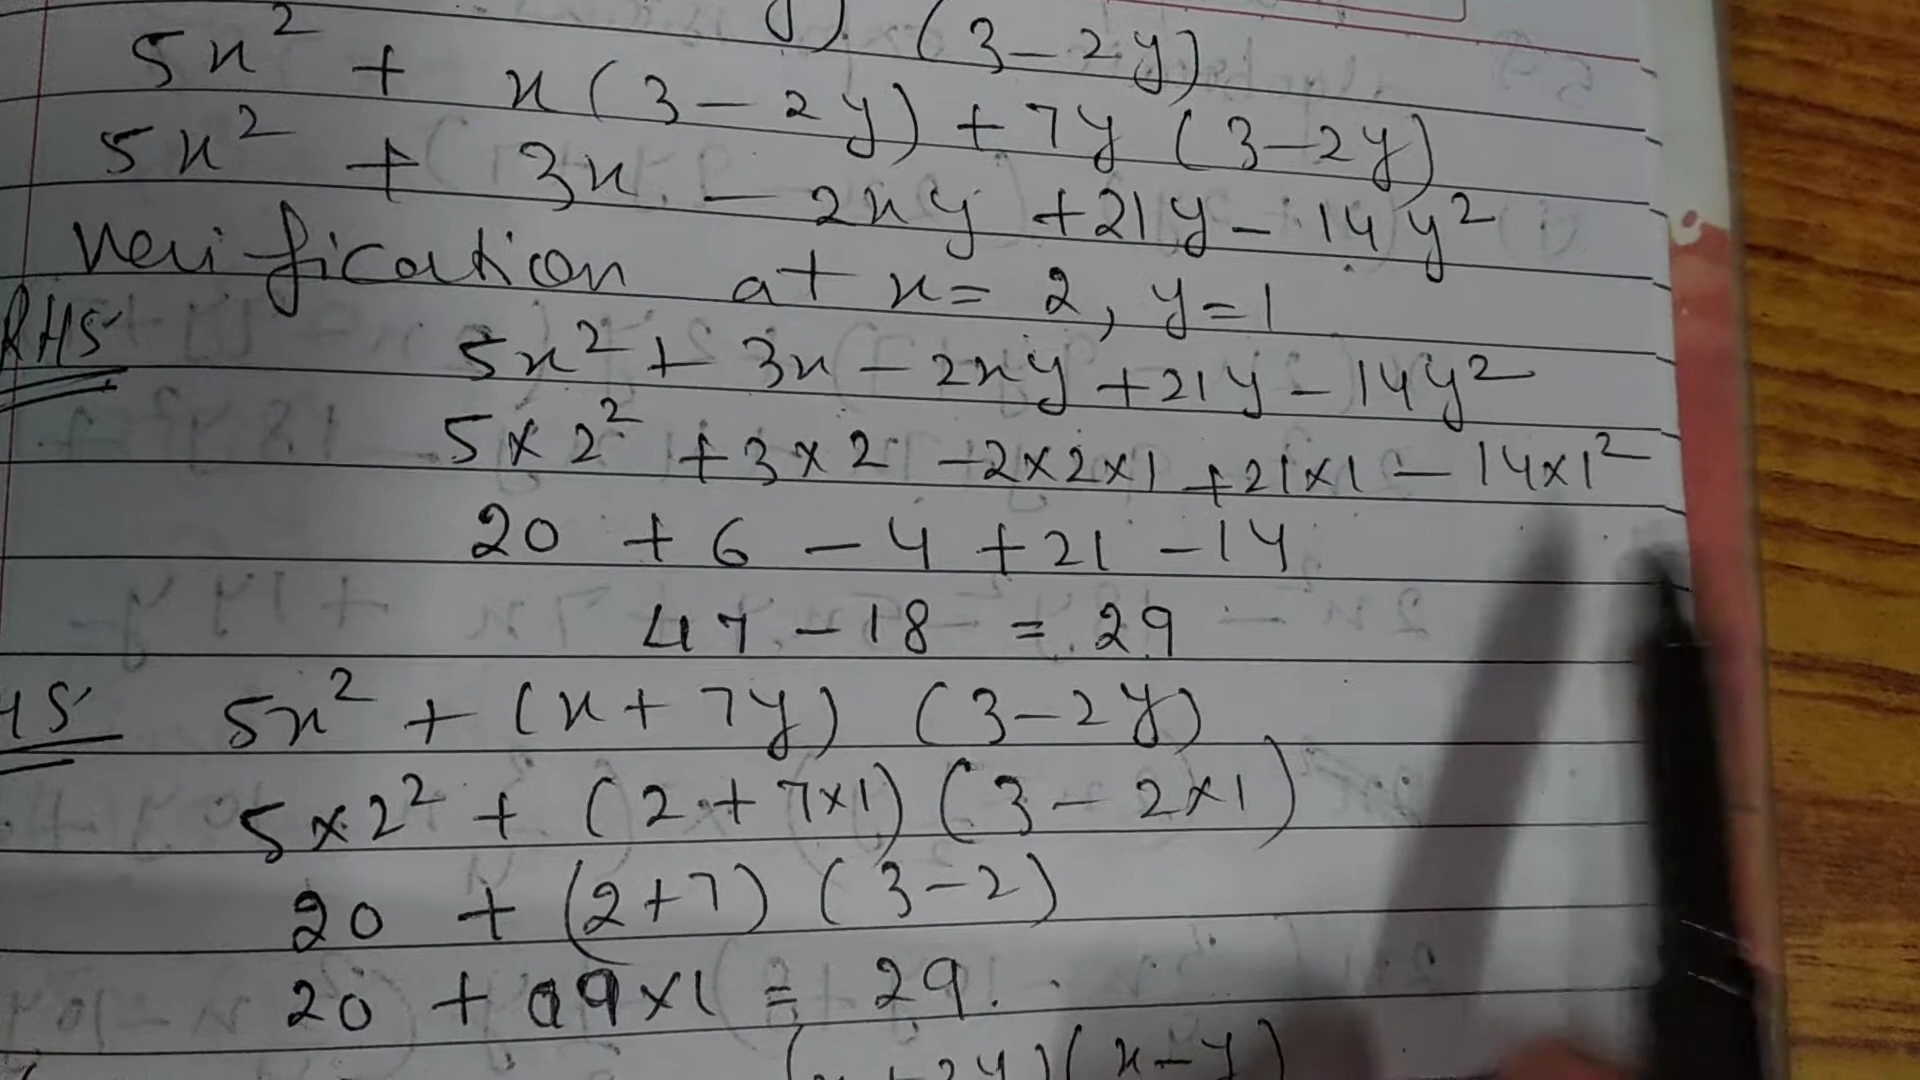 (3-2y)
5x² + x(3-2y) + 7y (3-2y)
5x² + 3x - 2xy + 21y - 14y²
Verification at x = 2, y = 1
RHS 5x² + 3x - 2xy + 21y - 14y²
5×2² + 3×2 - 2×2×1 + 21×1 - 14×1²
20 + 6 - 4 + 21 - 14
47 - 18 = 29
HS 5x² + (x + 7y) (3-2y)
5×2² + (2 + 7×1) (3 - 2×1)
20 + (2+7) (3-2)
20 + 9×1 = 29.
(x-y)